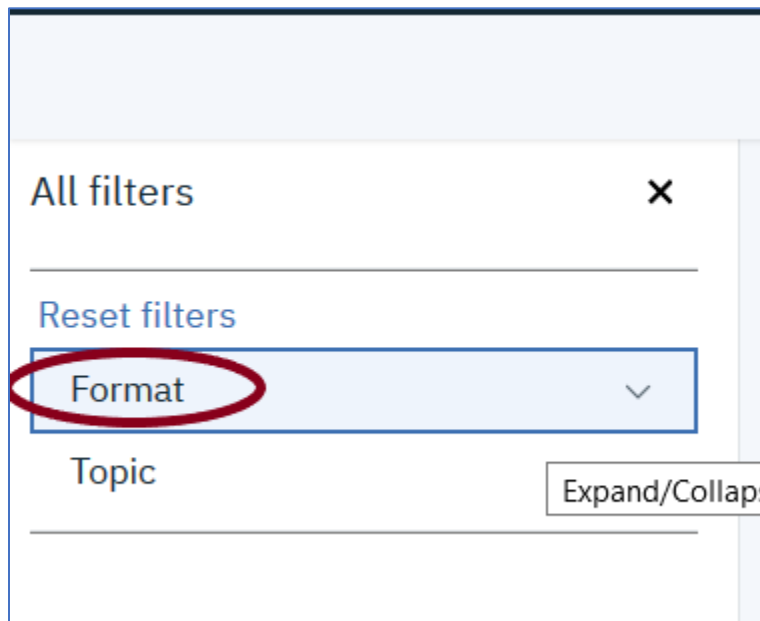 All filters
Reset filters
Format
Topic
Expand/Collaps